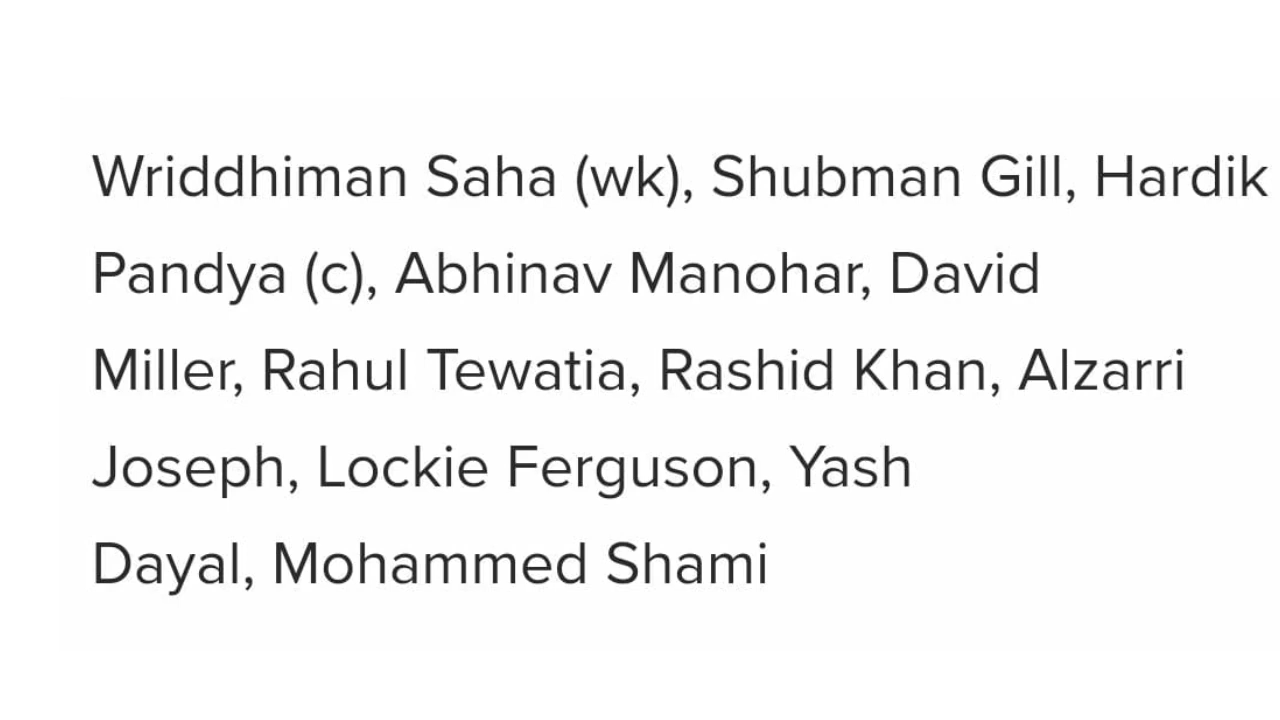 Wriddhiman Saha (wk), Shubman Gill, Hardik
Pandya (c), Abhinav Manohar, David
Miller, Rahul Tewatia, Rashid Khan, Alzarri
Joseph, Lockie Ferguson, Yash
Dayal, Mohammed Shami